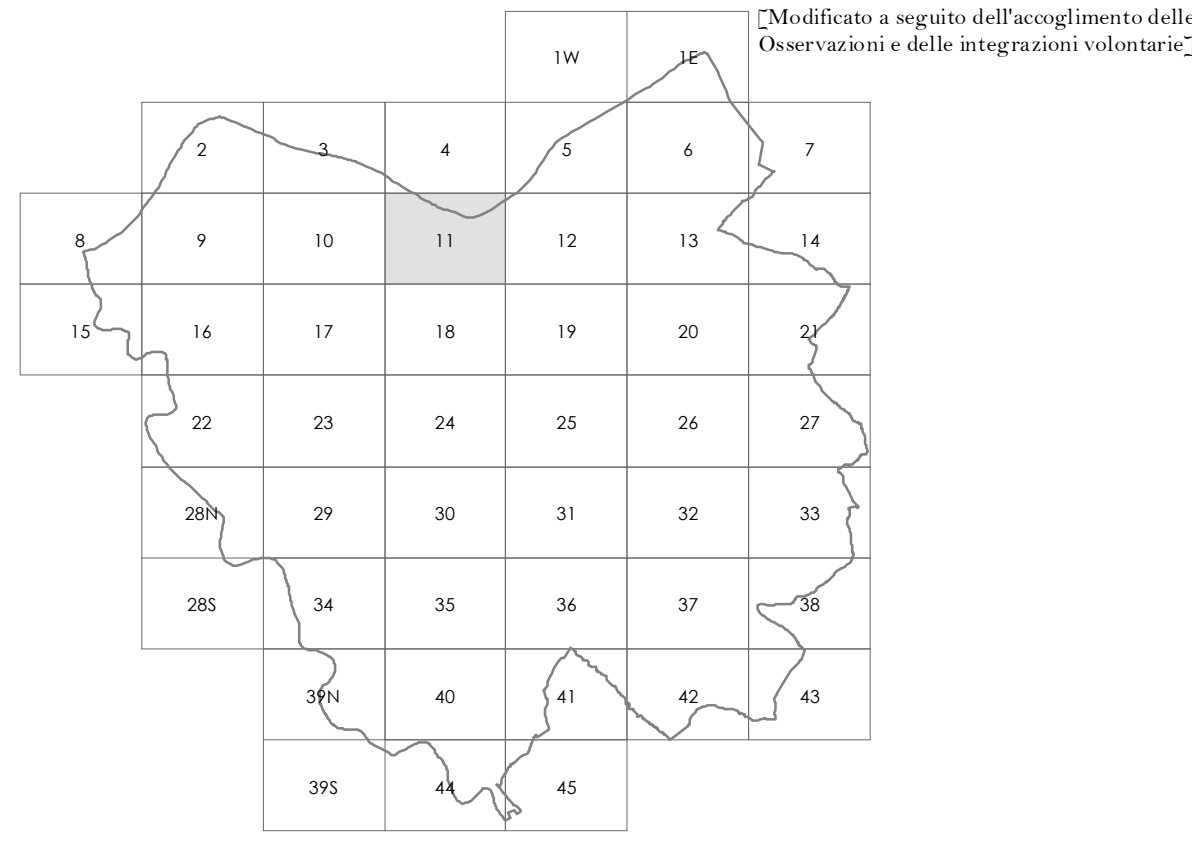 [Modificato a seguito dell'accoglimento delle
Osservazioni e delle integrazioni volontarie]
1W 1E
2 3 4 5 6 7
8 9 10 11 12 13 14
15 16 17 18 19 20 21
22 23 24 25 26 27
28N 29 30 31 32 33
28S 34 35 36 37 38
39N 40 41 42 43
39S 44 45